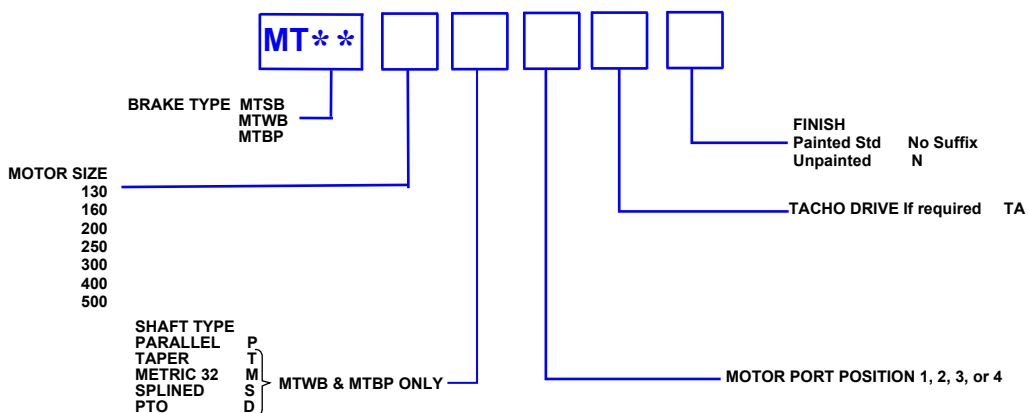 MT**
BRAKE TYPE MTSB
MTWB
MTBP
FINISH
Painted Std No Suffix
Unpainted N
MOTOR SIZE
130
160
200
250
300
400
500
TACHO DRIVE If required TA
SHAFT TYPE
PARALLEL P
TAPER T
METRIC 32 M
SPLINED S
PTO D
MTWB & MTBP ONLY
MOTOR PORT POSITION 1, 2, 3, or 4